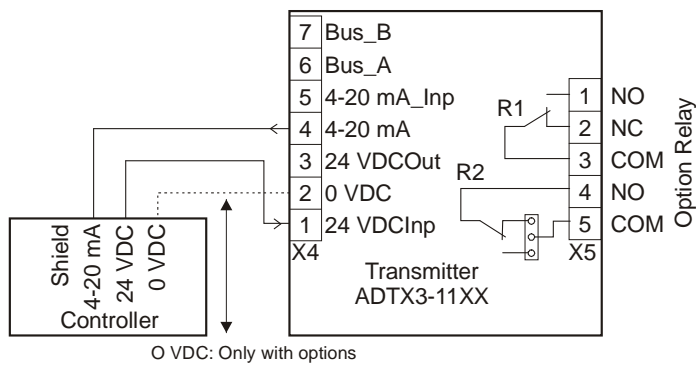 7 Bus_B
6 Bus_A
5 4-20 mA_Inp
4 4-20 mA
3 24 VDCOut
2 0 VDC
1 24 VDCInp
X4
R1
R2
1 NO
2 NC
3 COM
4 NO
5 COM
X5
Option Relay
Transmitter
ADTX3-11XX
Shield
4-20 mA
24 VDC
0 VDC
Controller
O VDC: Only with options